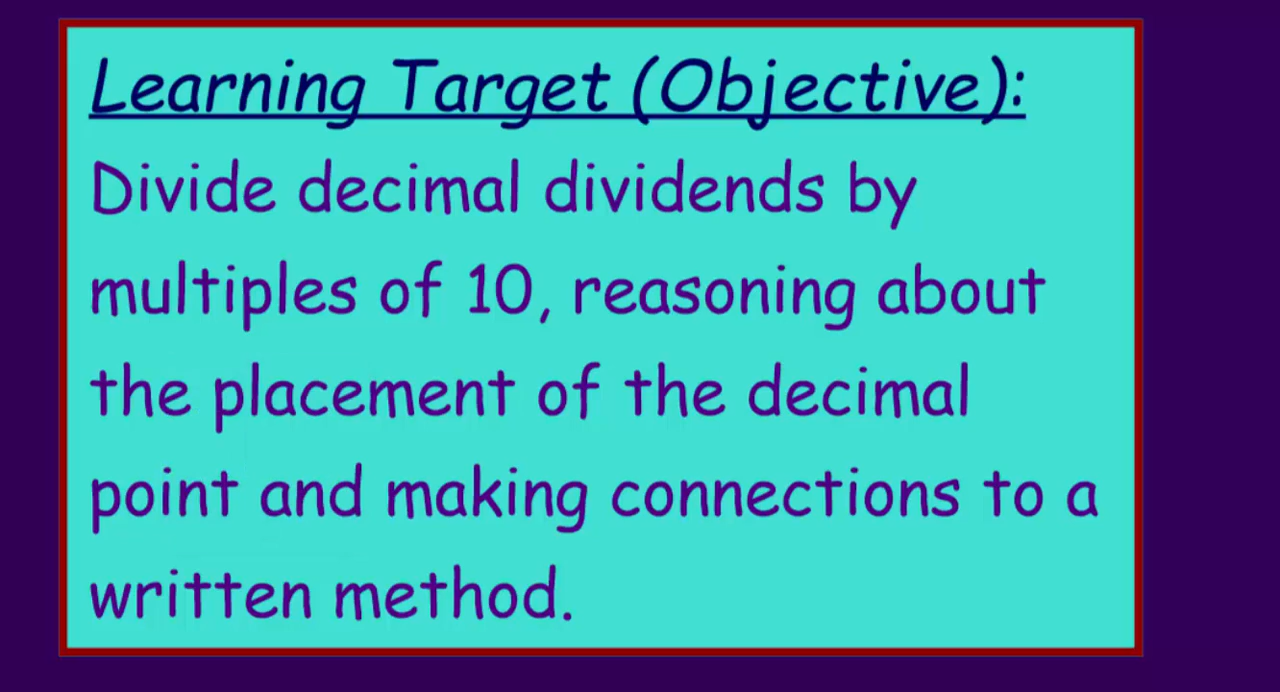 Learning Target (Objective):
Divide decimal dividends by
multiples of 10, reasoning about
the placement of the decimal
point and making connections to a
written method.